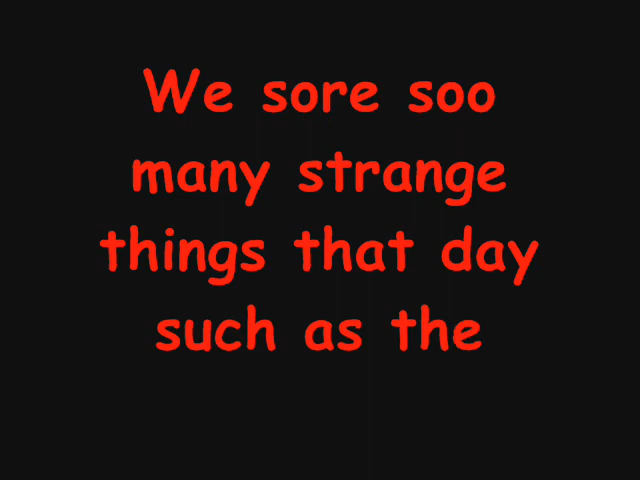 We sore soo
many strange
things that day
such as the